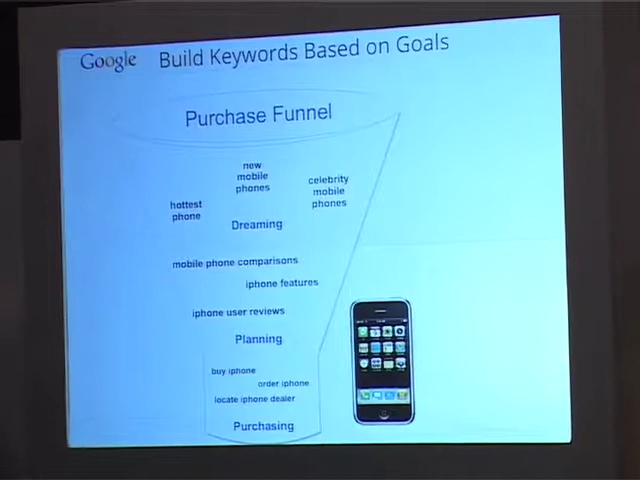 Google Build Keywords Based on Goals
Purchase Funnel
new
mobile
phones
celebrity
mobile
phones
hottest
phone
Dreaming
mobile phone comparisons
iphone features
iphone user reviews
Planning
buy iphone
order iphone
locate iphone dealer
Purchasing